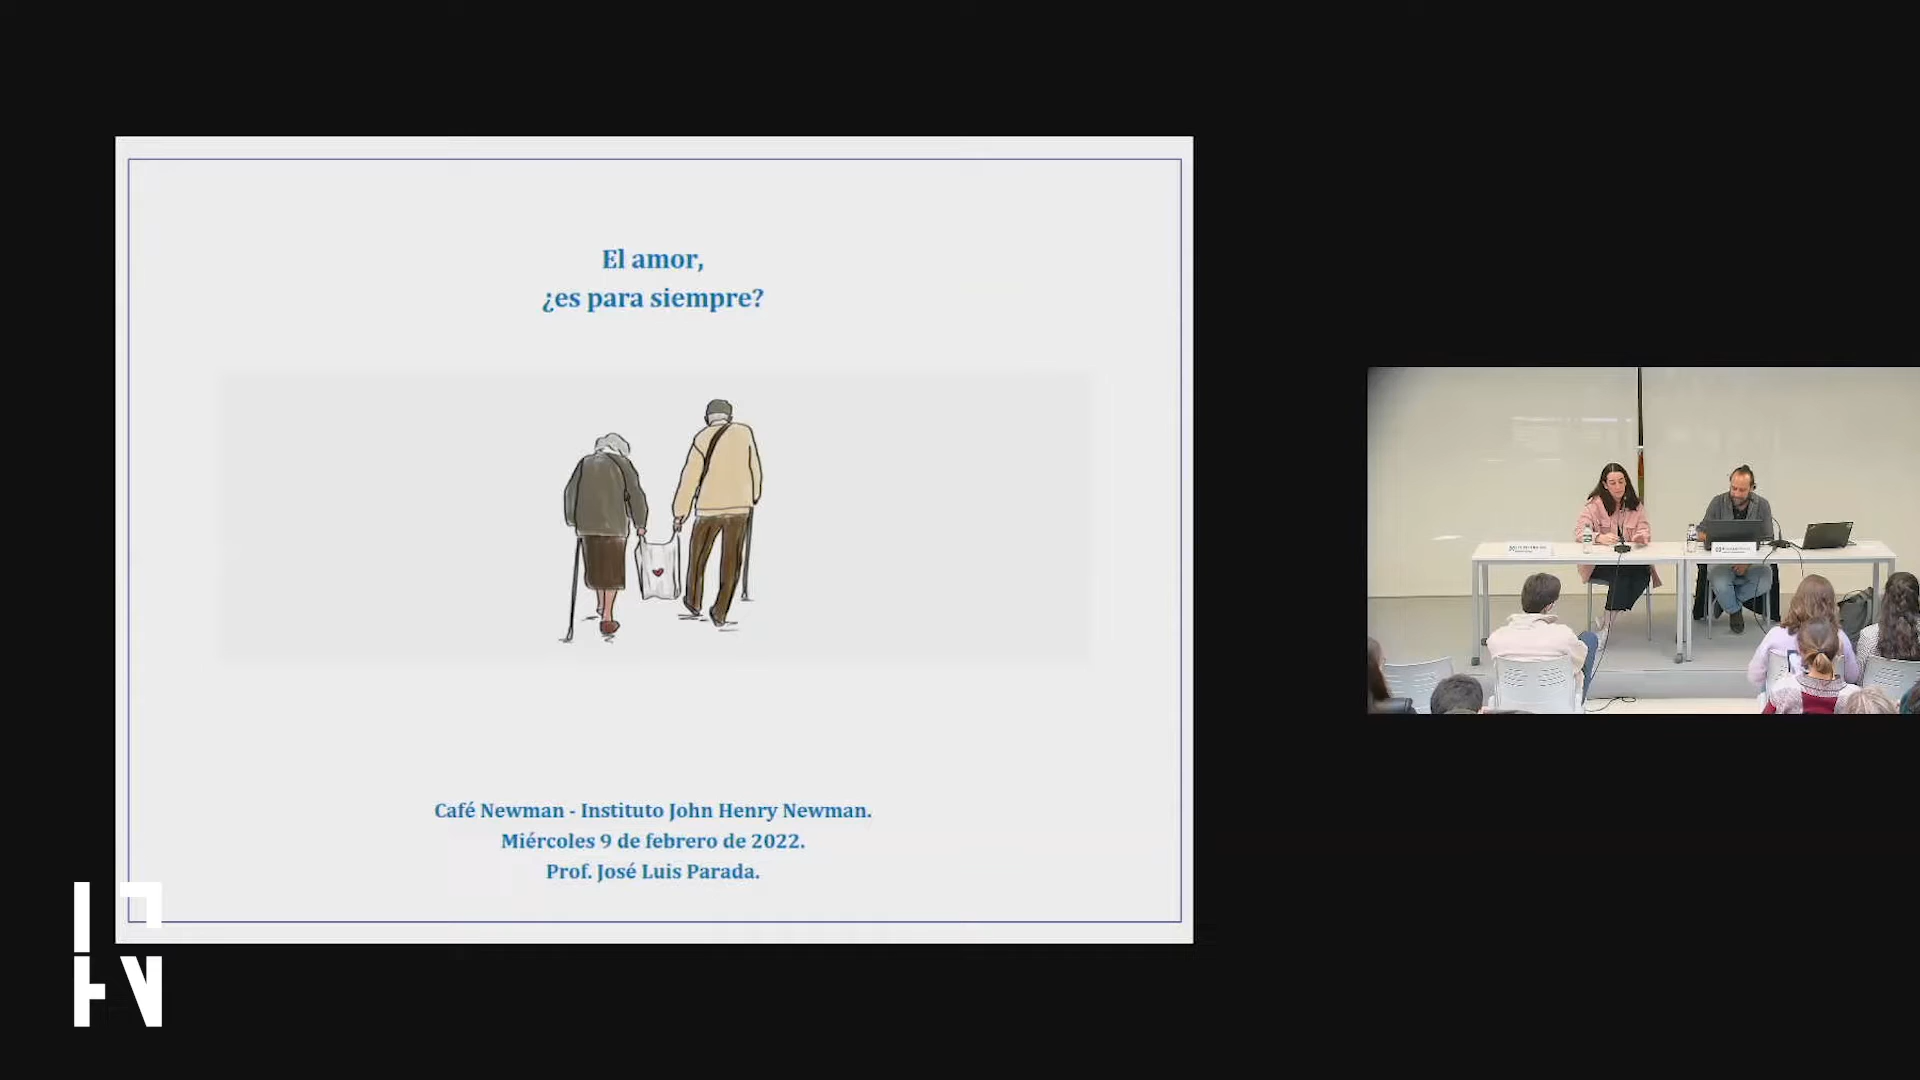 El amor,
¿es para siempre?
Café Newman - Instituto John Henry Newman.
Miércoles 9 de febrero de 2022.
Prof. José Luis Parada.